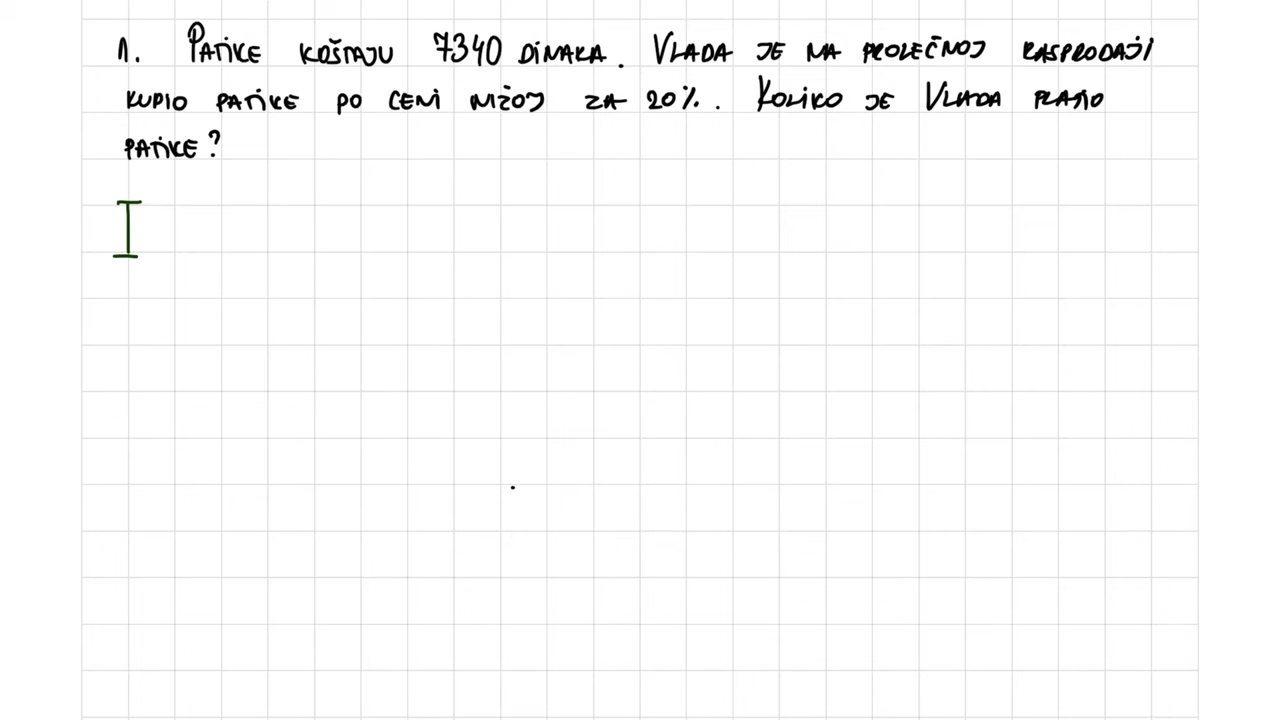 1. PATIKE KOŠTAJU 7340 DINARA. VLADA JE NA PROLEĆNOJ RASPRODAJI
KUPIO PATIKE PO CENI NIŽOJ ZA 20%. KOLIKO JE VLADA PLATIO
PATIKE?
I